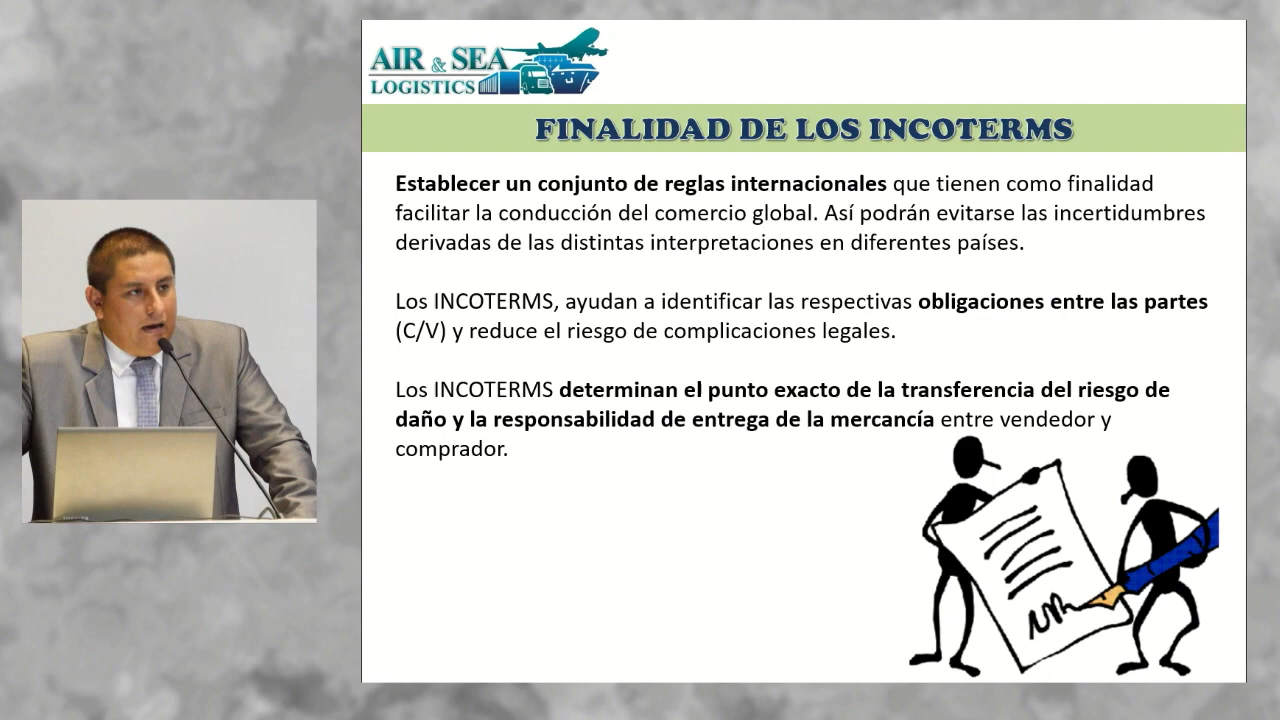 AIR & SEA
LOGISTICS
FINALIDAD DE LOS INCOTERMS
Establecer un conjunto de reglas internacionales que tienen como finalidad
facilitar la conducción del comercio global. Así podrán evitarse las incertidumbres
derivadas de las distintas interpretaciones en diferentes países.
Los INCOTERMS, ayudan a identificar las respectivas obligaciones entre las partes
(C/V) y reduce el riesgo de complicaciones legales.
Los INCOTERMS determinan el punto exacto de la transferencia del riesgo de
daño y la responsabilidad de entrega de la mercancía entre vendedor y
comprador.